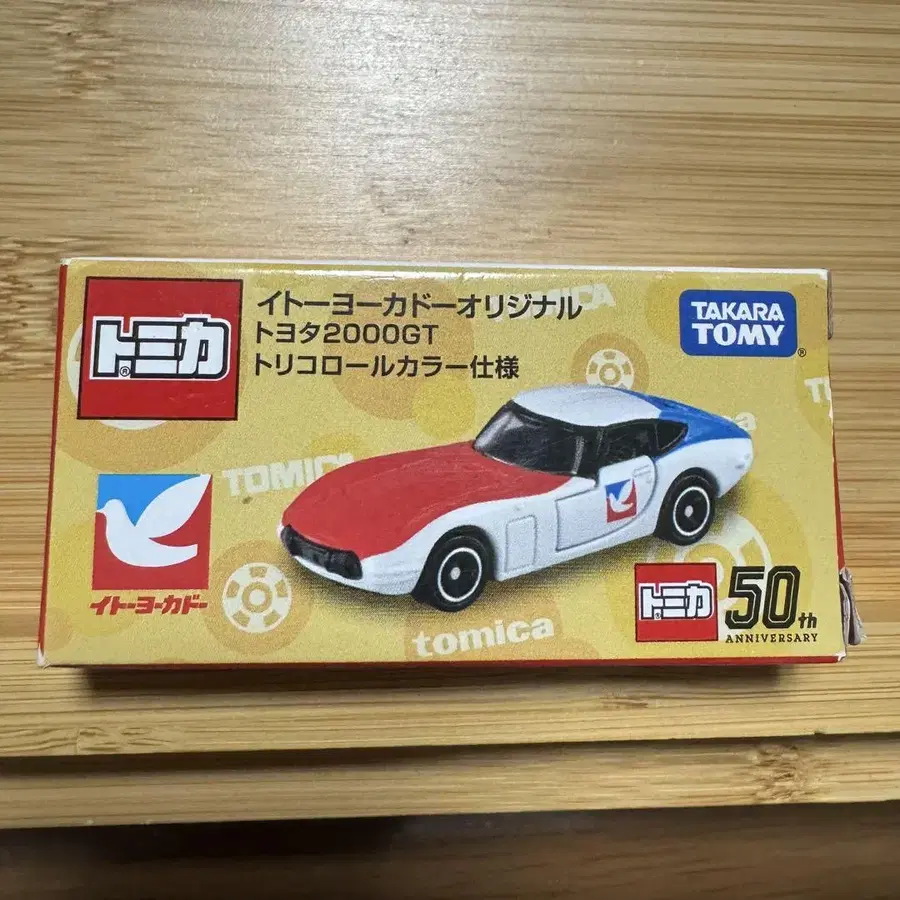 トミカ®
イトーヨーカドーオリジナル
トヨタ2000GT
トリコロールカラー仕様
TAKARA
TOMY®
TOMICA
TOMICA
tomica
イトーヨーカドー
トミカ
50th
ANNIVERSARY